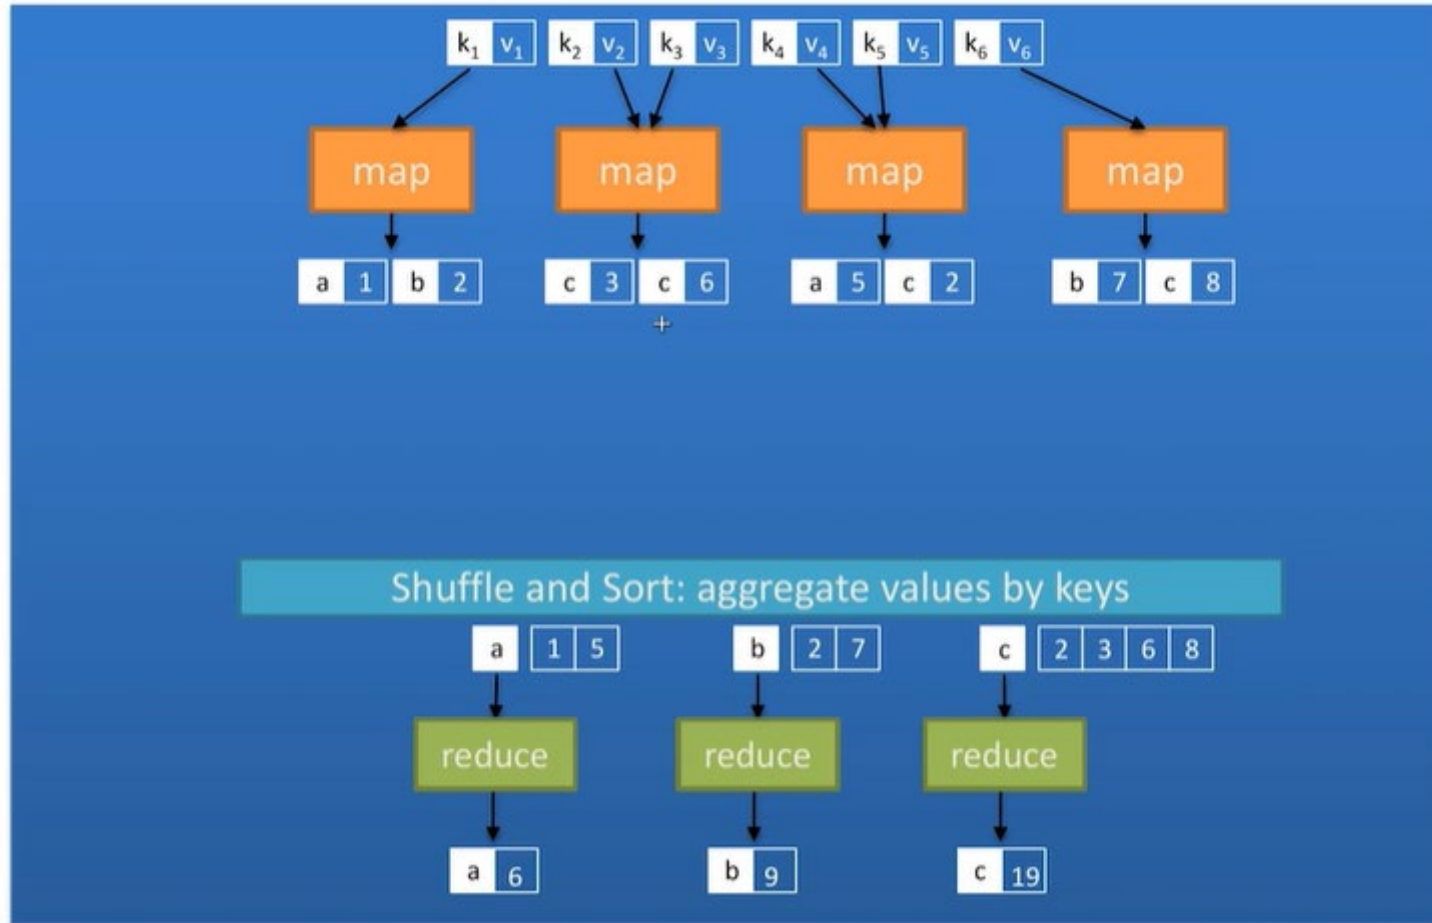 k₁ v₁ k₂ v₂ k₃ v₃ k₄ v₄ k₅ v₅ k₆ v₆
map map map map
a 1 b 2 c 3 c 6 a 5 c 2 b 7 c 8
Shuffle and Sort: aggregate values by keys
a 1 5 b 2 7 c 2 3 6 8
reduce reduce reduce
a 6 b 9 c 19